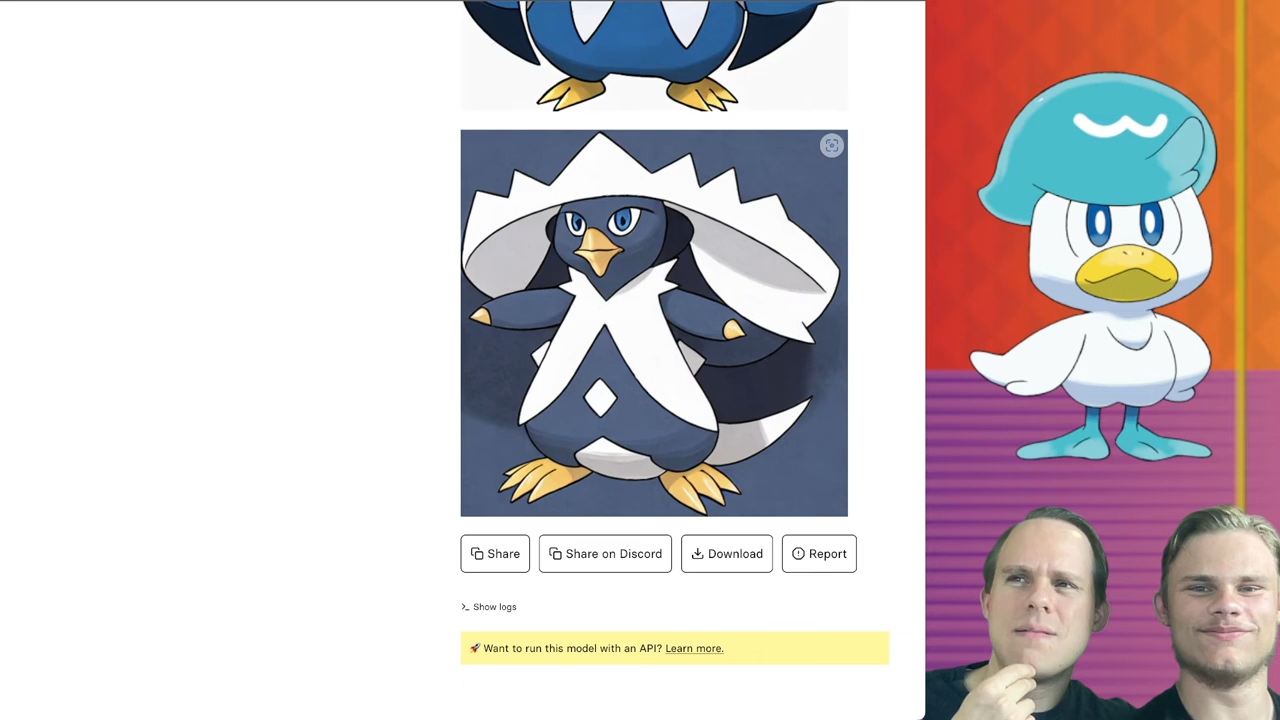 Share
Share on Discord
Download
Report
>_ Show logs
🚀 Want to run this model with an API? Learn more.